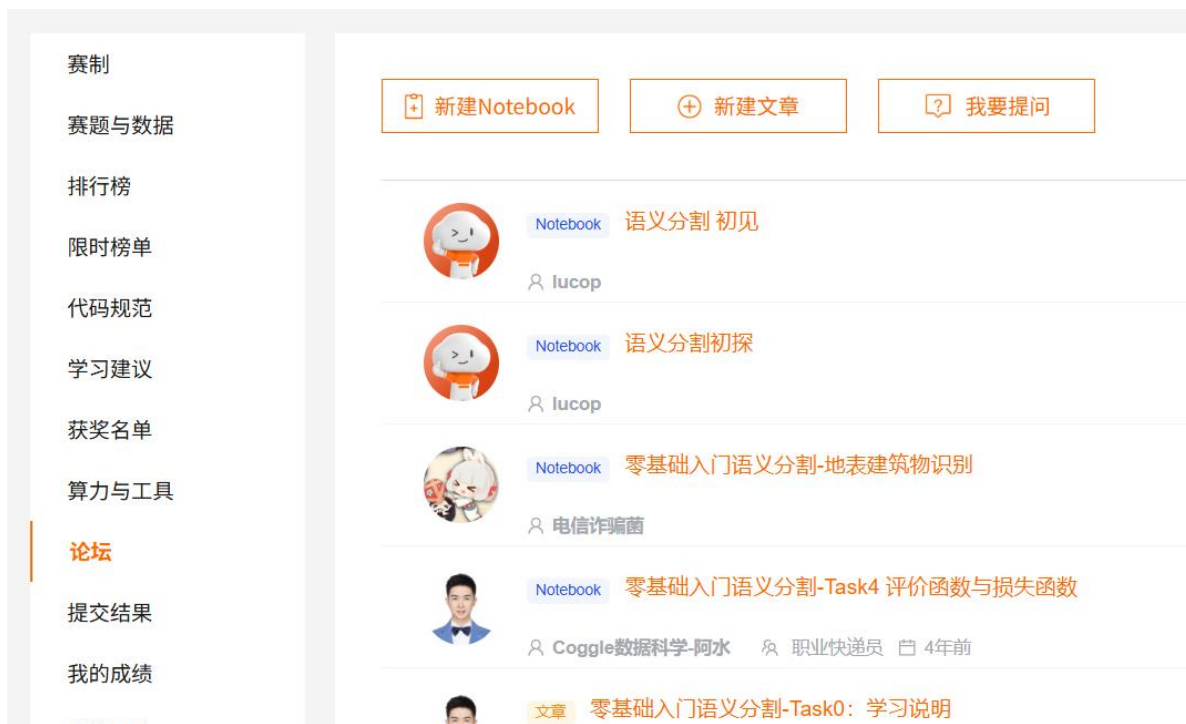 赛制
赛题与数据
排行榜
限时榜单
代码规范
学习建议
获奖名单
算力与工具
论坛
提交结果
我的成绩
新建Notebook
新建文章
我要提问
Notebook 语义分割 初见
lucop
Notebook 语义分割初探
lucop
Notebook 零基础入门语义分割-地表建筑物识别
电信诈骗菌
Notebook 零基础入门语义分割-Task4 评价函数与损失函数
Coggle数据科学-阿水 职业快递员 4年前
文章 零基础入门语义分割-Task0：学习说明